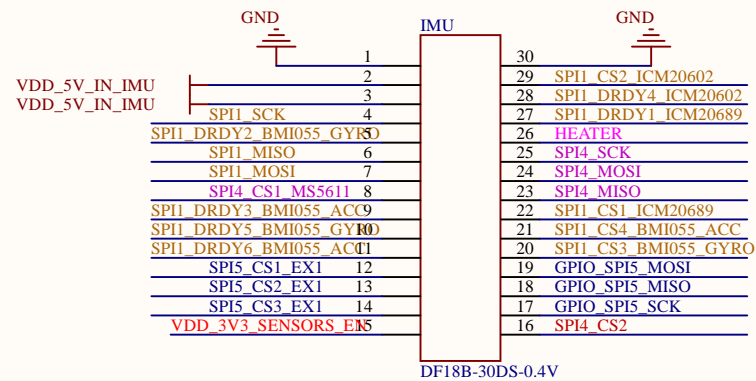 GND
GND
IMU
1
30
2
29
SPI1_CS2_ICM20602
VDD_5V_IN_IMU
3
28
SPI1_DRDY4_ICM20602
VDD_5V_IN_IMU
SPI1_SCK
4
27
SPI1_DRDY1_ICM20689
SPI1_DRDY2_BMI055_GYRO
5
26
HEATER
SPI1_MISO
6
25
SPI4_SCK
SPI1_MOSI
7
24
SPI4_MOSI
SPI4_CS1_MS5611
8
23
SPI4_MISO
SPI1_DRDY3_BMI055_ACC
9
22
SPI1_CS1_ICM20689
SPI1_DRDY5_BMI055_GYRO
10
21
SPI1_CS4_BMI055_ACC
SPI1_DRDY6_BMI055_ACC
11
20
SPI1_CS3_BMI055_GYRO
SPI5_CS1_EX1
12
19
GPIO_SPI5_MOSI
SPI5_CS2_EX1
13
18
GPIO_SPI5_MISO
SPI5_CS3_EX1
14
17
GPIO_SPI5_SCK
VDD_3V3_SENSORS_EN
15
16
SPI4_CS2
DF18B-30DS-0.4V